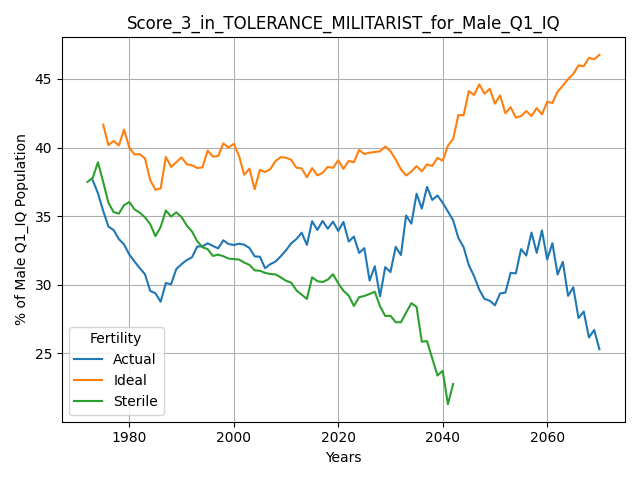 Score_3_in_TOLERANCE_MILITARIST_for_Male_Q1_IQ
% of Male Q1_IQ Population
45
40
35
30
25
Fertility
Actual
Ideal
Sterile
1980
2000
2020
2040
2060
Years